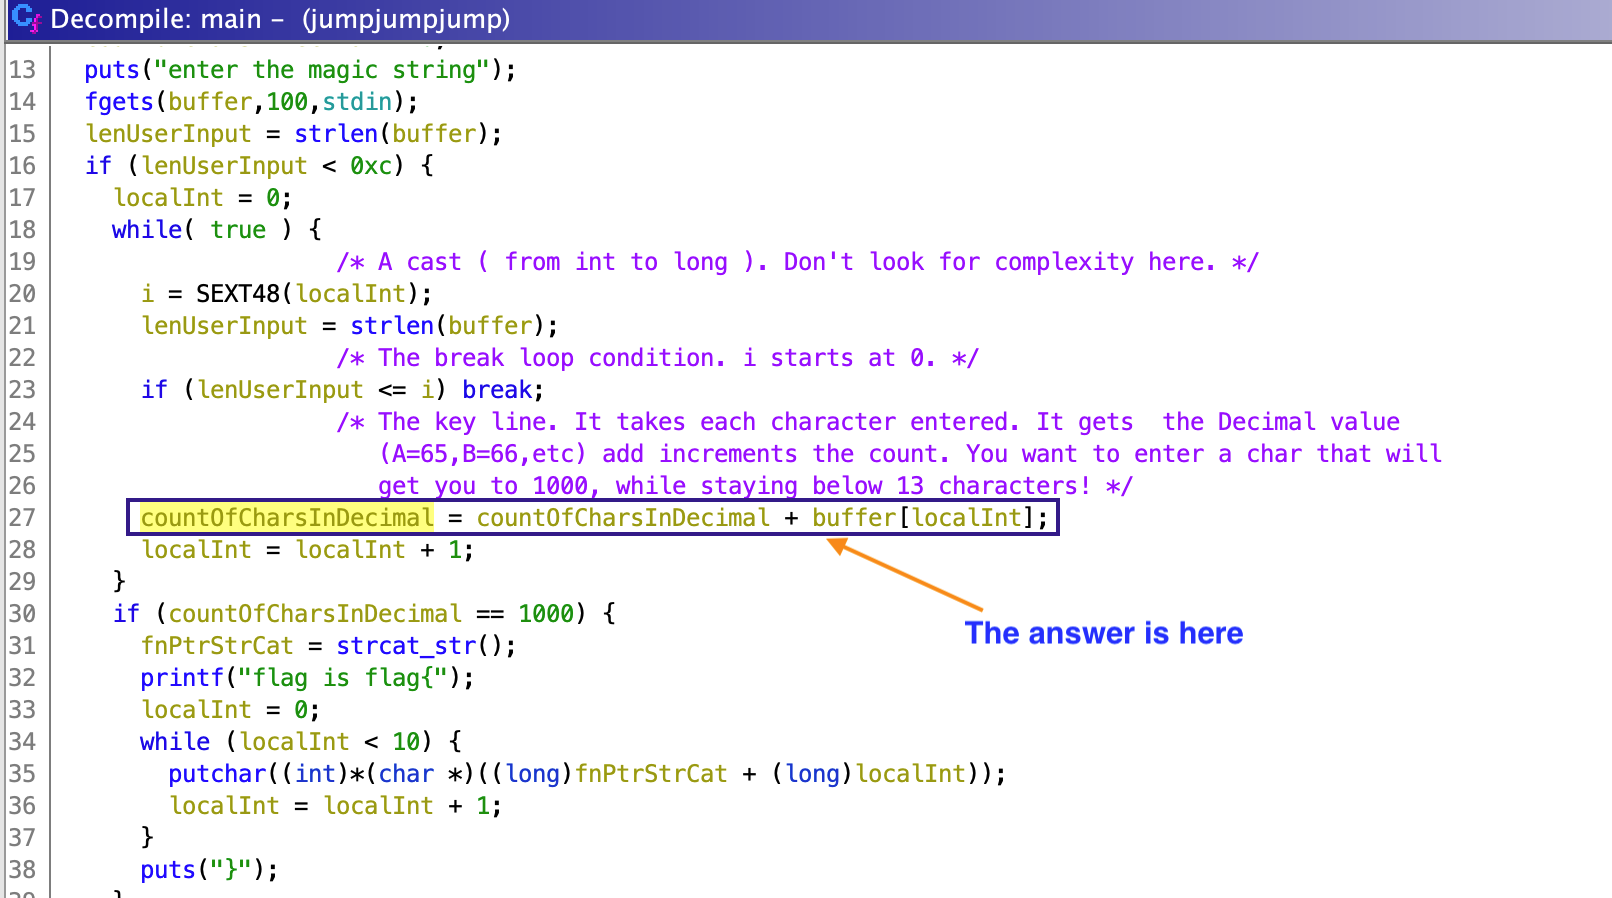 Decompile: main – (jumpjumpjump)
13 puts("enter the magic string");
14 fgets(buffer,100,stdin);
15 lenUserInput = strlen(buffer);
16 if (lenUserInput < 0xc) {
17 localInt = 0;
18 while( true ) {
19 /* A cast ( from int to long ). Don't look for complexity here. */
20 i = SEXT48(localInt);
21 lenUserInput = strlen(buffer);
22 /* The break loop condition. i starts at 0. */
23 if (lenUserInput <= i) break;
24 /* The key line. It takes each character entered. It gets  the Decimal value
25 (A=65,B=66,etc) add increments the count. You want to enter a char that will
26 get you to 1000, while staying below 13 characters! */
27 countOfCharsInDecimal = countOfCharsInDecimal + buffer[localInt];
28 localInt = localInt + 1;
29 }
30 if (countOfCharsInDecimal == 1000) {
31 fnPtrStrCat = strcat_str();
The answer is here
32 printf("flag is flag{");
33 localInt = 0;
34 while (localInt < 10) {
35 putchar((int)*(char *)((long)fnPtrStrCat + (long)localInt));
36 localInt = localInt + 1;
37 }
38 puts("}");